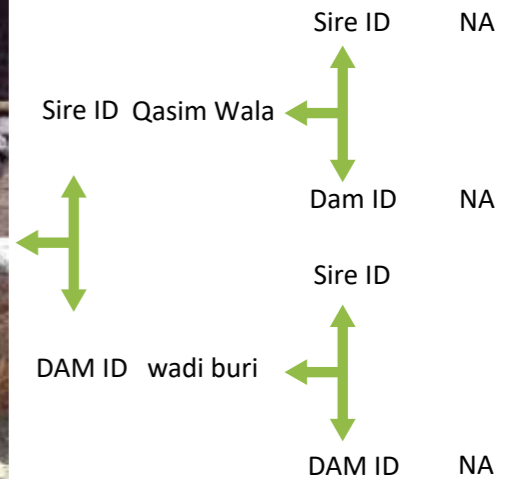 Sire ID NA
Sire ID Qasim Wala
Dam ID NA
Sire ID
DAM ID wadi buri
DAM ID NA